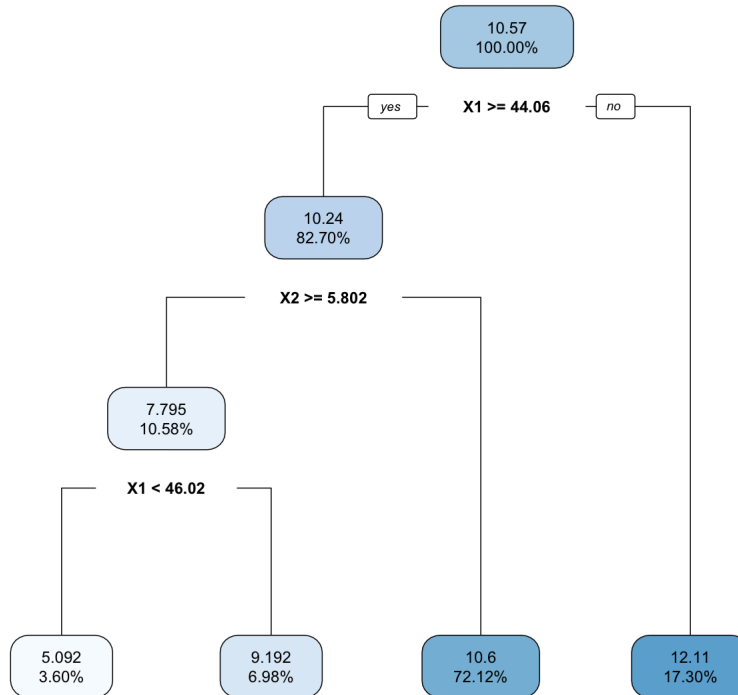 10.57
100.00%
yes
X1 >= 44.06
no
10.24
82.70%
X2 >= 5.802
7.795
10.58%
X1 < 46.02
5.092
3.60%
9.192
6.98%
10.6
72.12%
12.11
17.30%